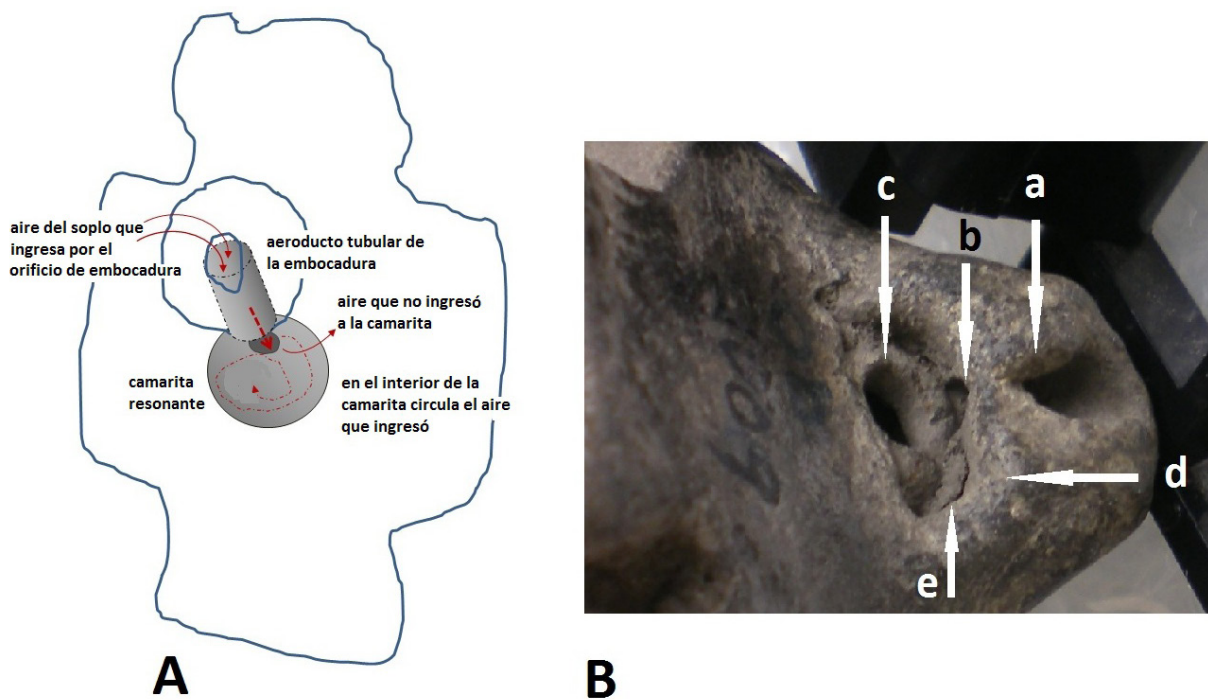 aire del soplo que
ingresa por el
orificio de embocadura
aeroducto tubular de
la embocadura
aire que no ingresó
a la camarita
camarita
resonante
en el interior de la
camarita circula el aire
que ingresó
A
c
a
b
d
e
B